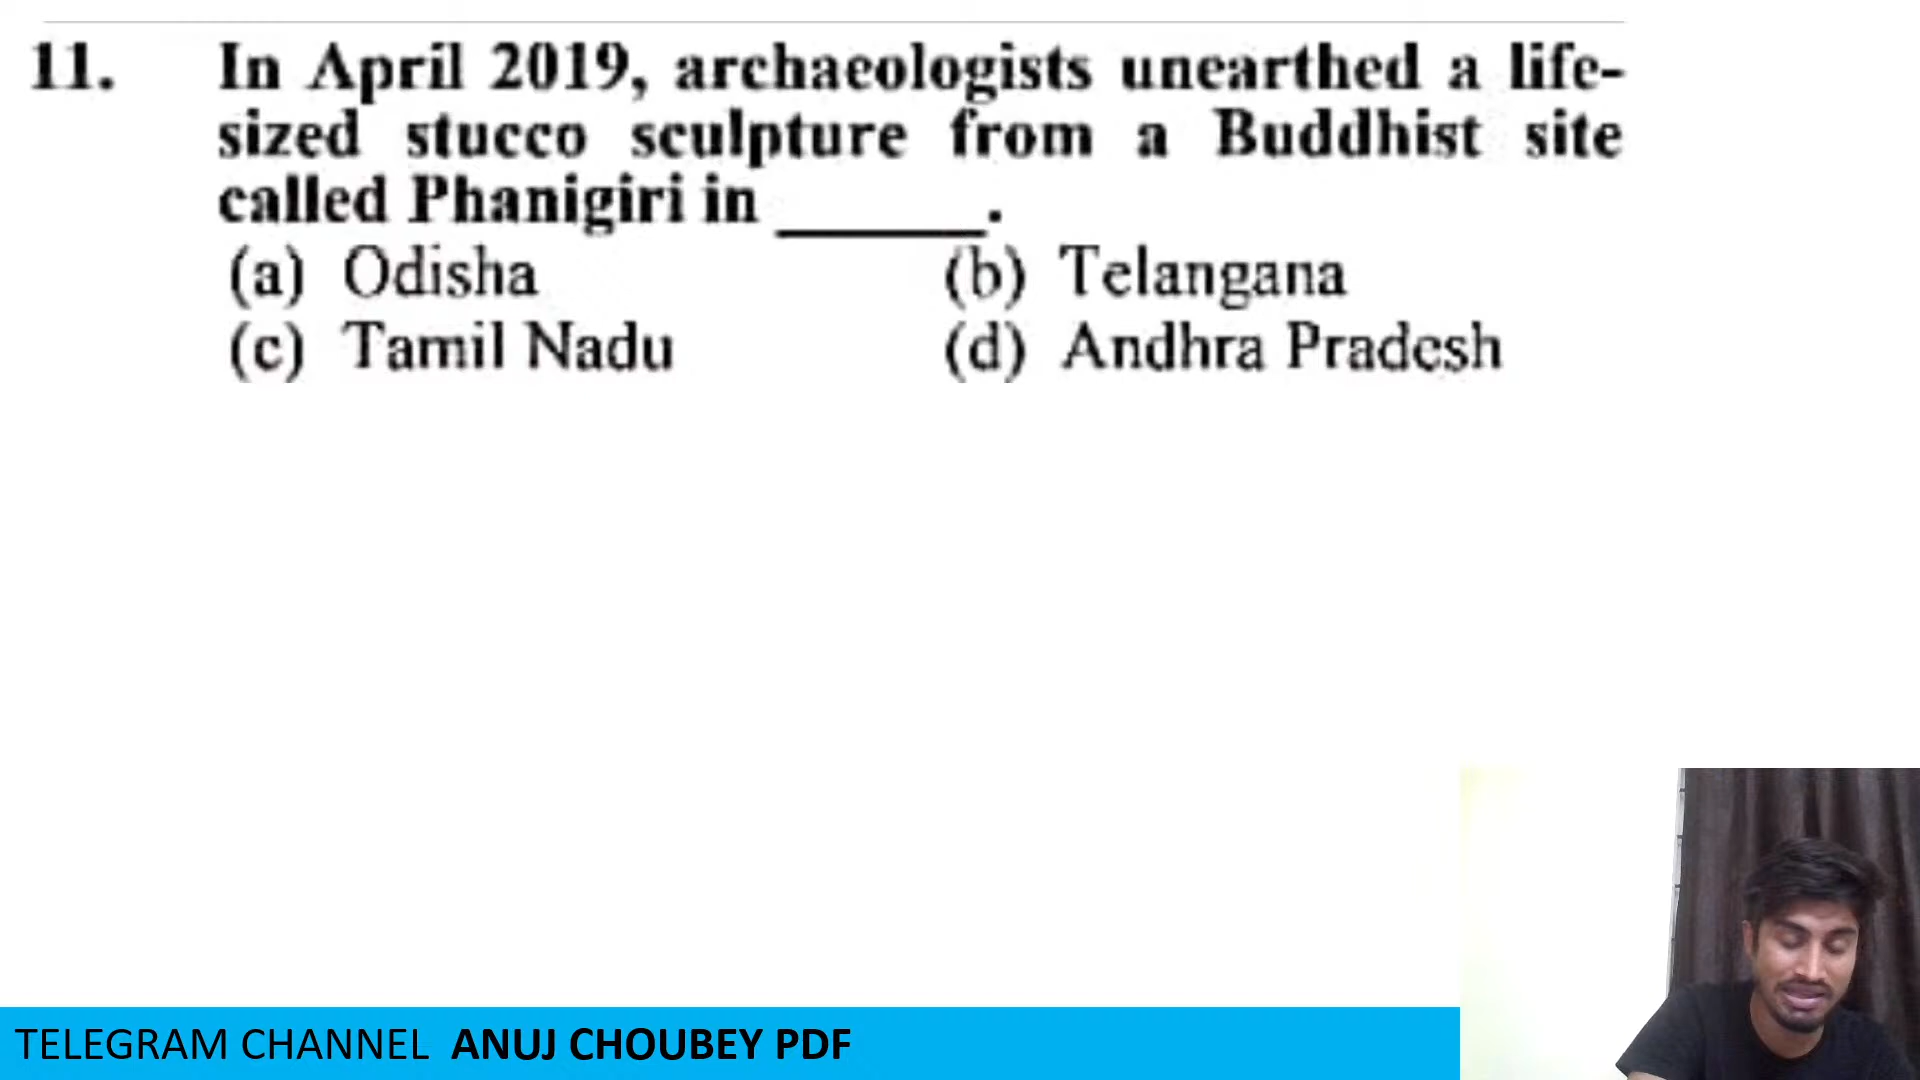 11. In April 2019, archaeologists unearthed a life-
sized stucco sculpture from a Buddhist site
called Phanigiri in ______.
(a) Odisha (b) Telangana
(c) Tamil Nadu (d) Andhra Pradesh
TELEGRAM CHANNEL ANUJ CHOUBEY PDF